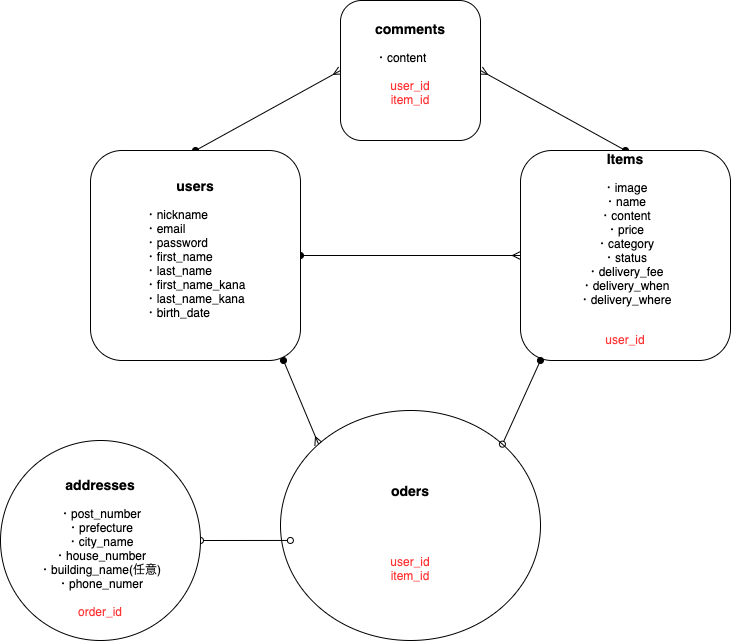 comments
・content
user_id
item_id
users
・nickname
・email
・password
・first_name
・last_name
・first_name_kana
・last_name_kana
・birth_date
Items
・image
・name
・content
・price
・category
・status
・delivery_fee
・delivery_when
・delivery_where
user_id
addresses
・post_number
・prefecture
・city_name
・house_number
・building_name(任意)
・phone_numer
order_id
oders
user_id
item_id